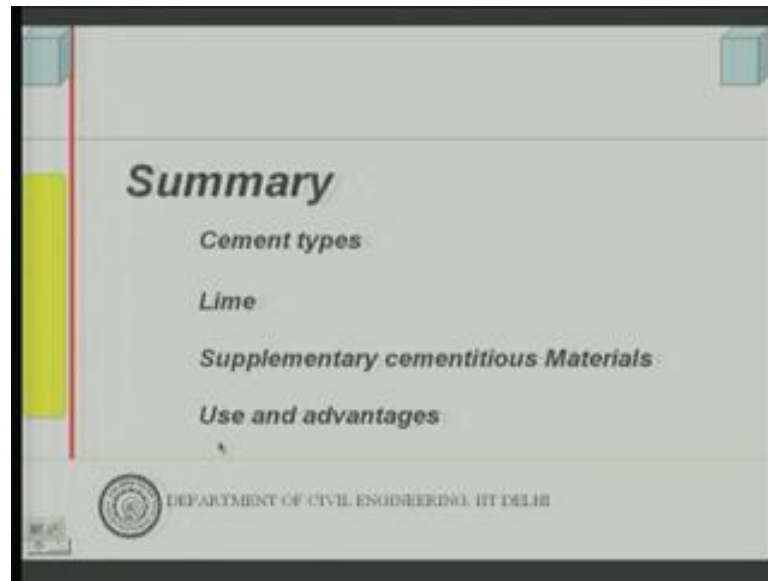 Summary
Cement types
Lime
Supplementary cementitious Materials
Use and advantages
DEPARTMENT OF CIVIL ENGINEERING, IIT DELHI